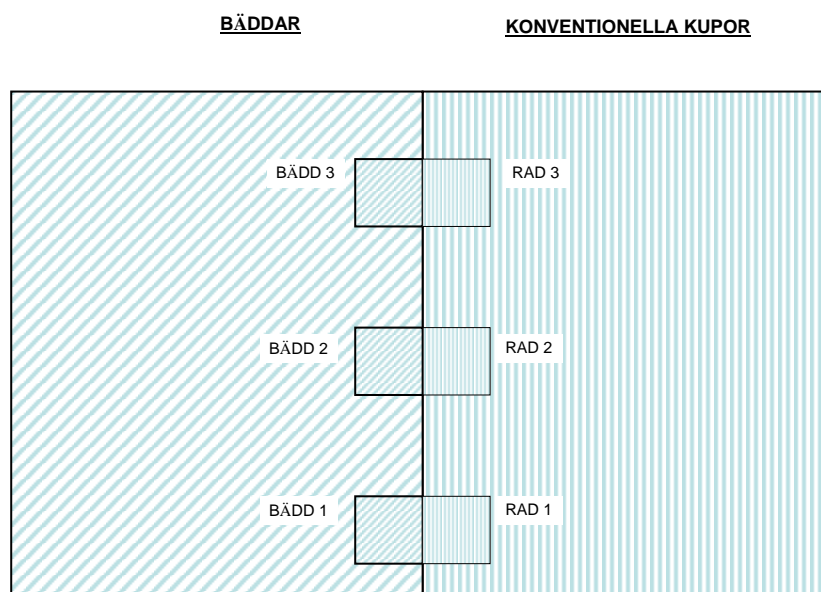 BÄDDAR
KONVENTIONELLA KUPOR
BÄDD 3
RAD 3
BÄDD 2
RAD 2
BÄDD 1
RAD 1